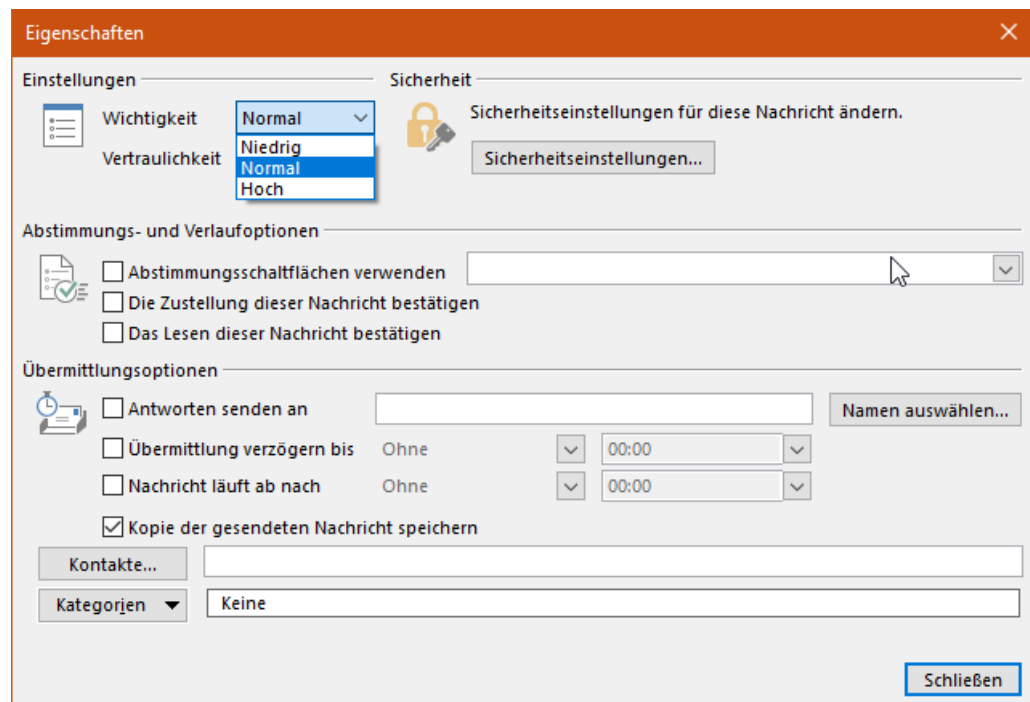 Eigenschaften
Einstellungen
Sicherheit
Wichtigkeit
Normal
Niedrig
Normal
Hoch
Vertraulichkeit
Sicherheitseinstellungen für diese Nachricht ändern.
Sicherheitseinstellungen...
Abstimmungs- und Verlaufoptionen
Abstimmungsschaltflächen verwenden
Die Zustellung dieser Nachricht bestätigen
Das Lesen dieser Nachricht bestätigen
Übermittlungsoptionen
Antworten senden an
Namen auswählen...
Übermittlung verzögern bis Ohne 00:00
Nachricht läuft ab nach Ohne 00:00
Kopie der gesendeten Nachricht speichern
Kontakte...
Kategorien Keine
Schließen